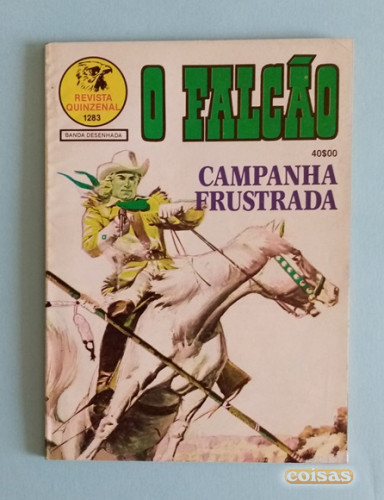 REVISTA
QUINZENAL
1283
BANDA DESENHADA
O FALCÃO
40$00
CAMPANHA
FRUSTRADA
coisas